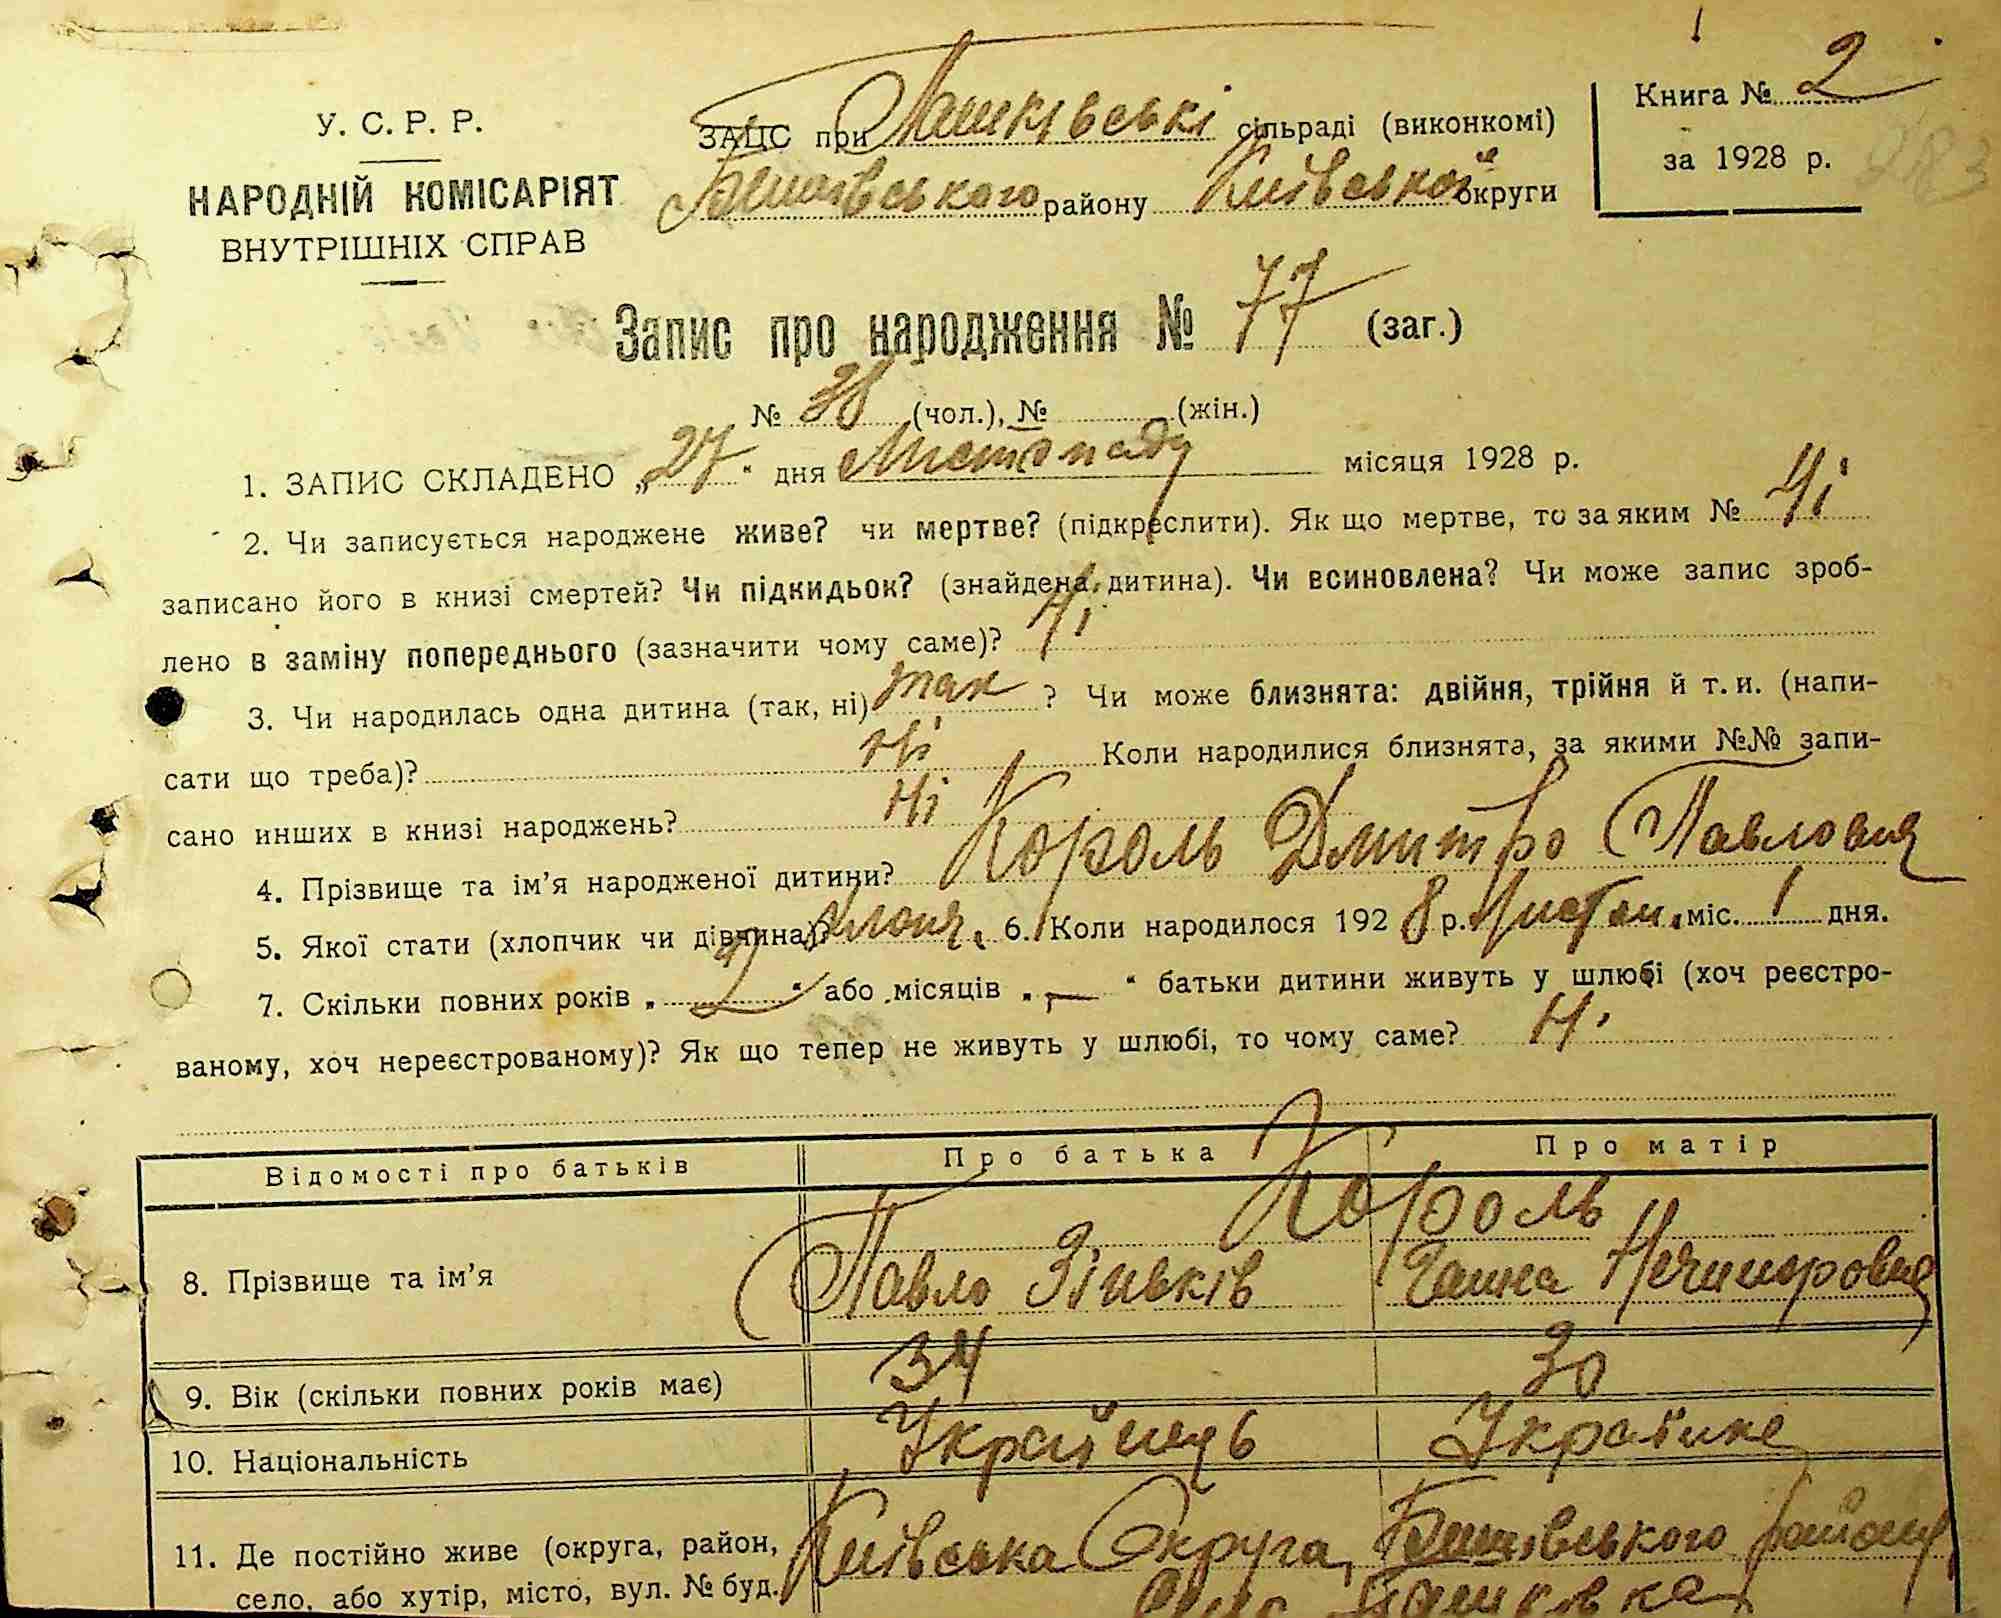 Книга № 2
за 1928 р.
У. С. Р. Р.
НАРОДНІЙ КОМІСАРІЯТ
ВНУТРІШНІХ СПРАВ
ЗАЦС при Пашківські сільраді (виконкомі)
Бишівського району Київської округи
Запис про народження № 77 (заг.)
№ 38 (чол.), № (жін.)
1. ЗАПИС СКЛАДЕНО „27“ дня Листопаду місяця 1928 р.
2. Чи записується народжене живе? чи мертве? (підкреслити). Як що мертве, то за яким № Ні
записано його в книзі смертей? Чи підкидьок? (знайдена дитина). Чи всиновлена? Чи може запис зроб-
лено в заміну попереднього (зазначити чому саме)? Ні
3. Чи народилась одна дитина (так, ні) так ? Чи може близнята: двійня, трійня й т. и. (напи-
сати що треба)? Ні Коли народилися близнята, за якими №№ запи-
сано инших в книзі народжень? Ні
4. Прізвище та ім’я народженої дитини? Король Дмитро Павлович
5. Якої стати (хлопчик чи дівчина)? хлопч. 6. Коли народилося 1928 р. Листоп. міс. 1 дня.
7. Скільки повних років „ 2 “ або місяців „ — “ батьки дитини живуть у шлюбі (хоч реєстро-
ваному, хоч нереєстрованому)? Як що тепер не живуть у шлюбі, то чому саме? Ні
Відомості про батьків Про батька Про матір
Король
8. Прізвище та ім’я Павло Зіньків Ганна Нечипоровна
9. Вік (скільки повних років має) 34 30
10. Національність Українець Українка
11. Де постійно живе (округа, район, Київська Округа, Бишівського району
село, або хутір, місто, вул. № буд. Село Пашковка